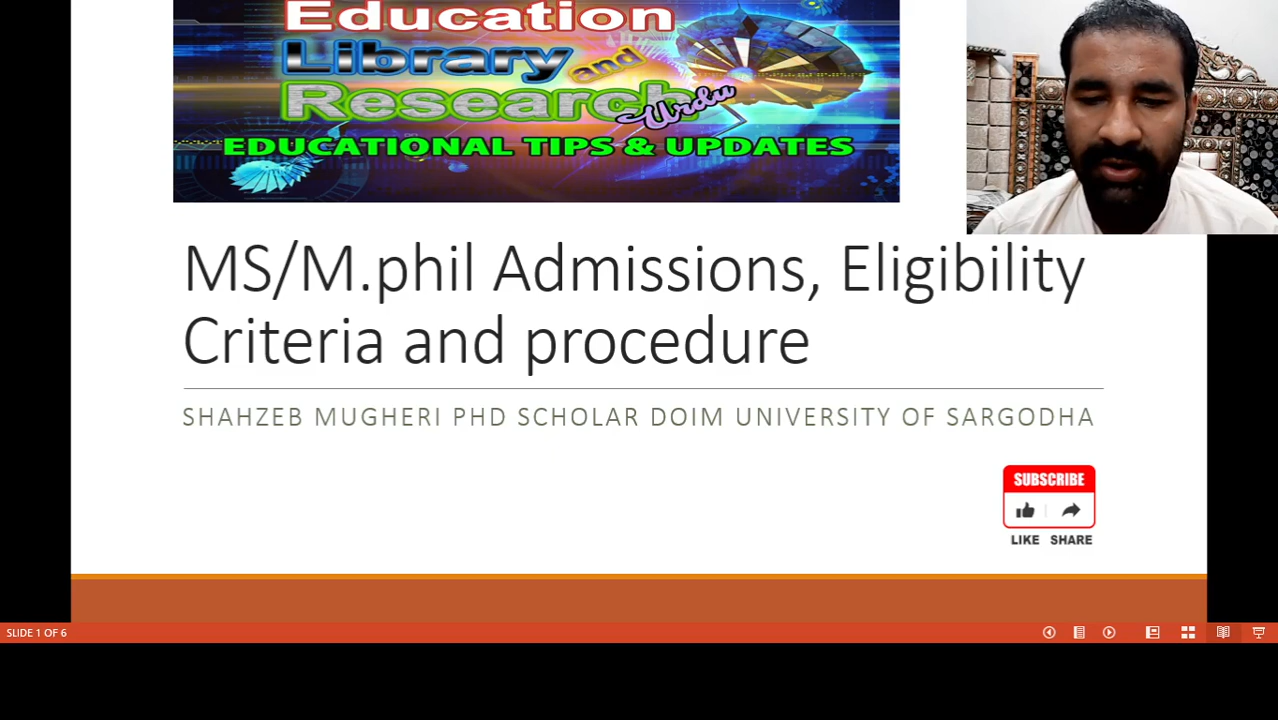 Education
Library and
Research Urdu
EDUCATIONAL TIPS & UPDATES
MS/M.phil Admissions, Eligibility
Criteria and procedure
SHAHZEB MUGHERI PHD SCHOLAR DOIM UNIVERSITY OF SARGODHA
SUBSCRIBE
LIKE SHARE
SLIDE 1 OF 6